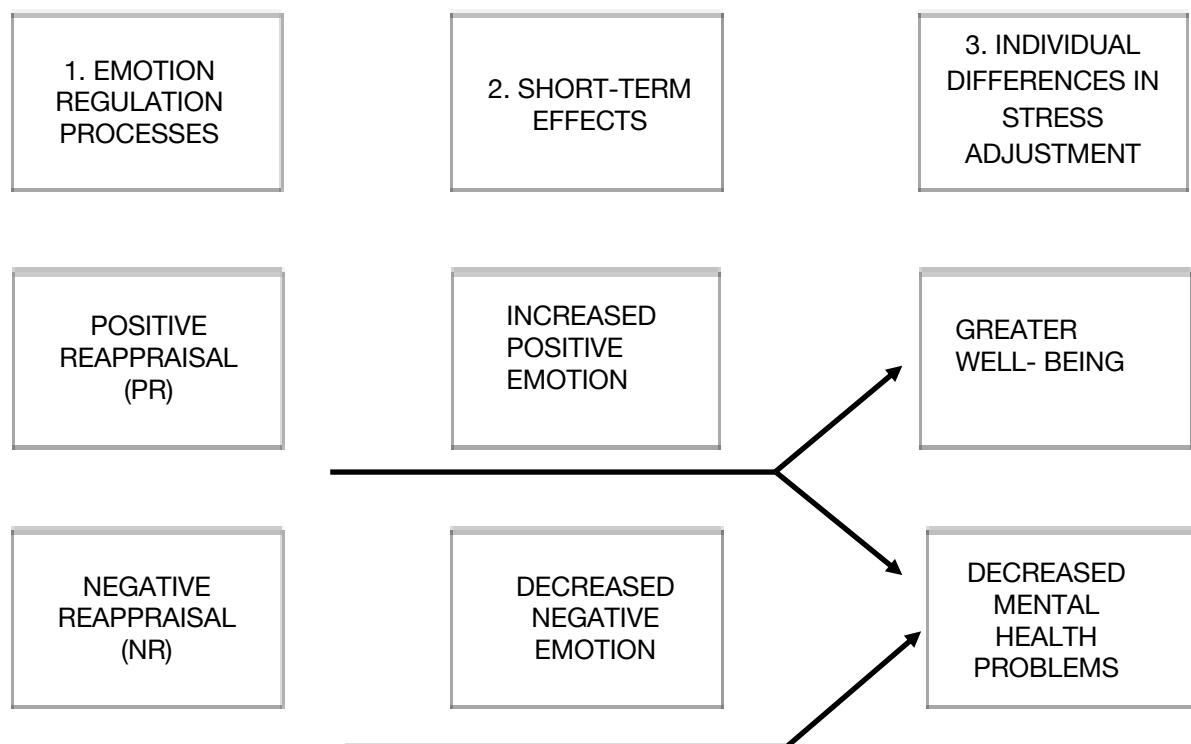 1. EMOTION
REGULATION
PROCESSES
2. SHORT-TERM
EFFECTS
3. INDIVIDUAL
DIFFERENCES IN
STRESS
ADJUSTMENT
POSITIVE
REAPPRAISAL
(PR)
INCREASED
POSITIVE
EMOTION
GREATER
WELL- BEING
NEGATIVE
REAPPRAISAL
(NR)
DECREASED
NEGATIVE
EMOTION
DECREASED
MENTAL
HEALTH
PROBLEMS